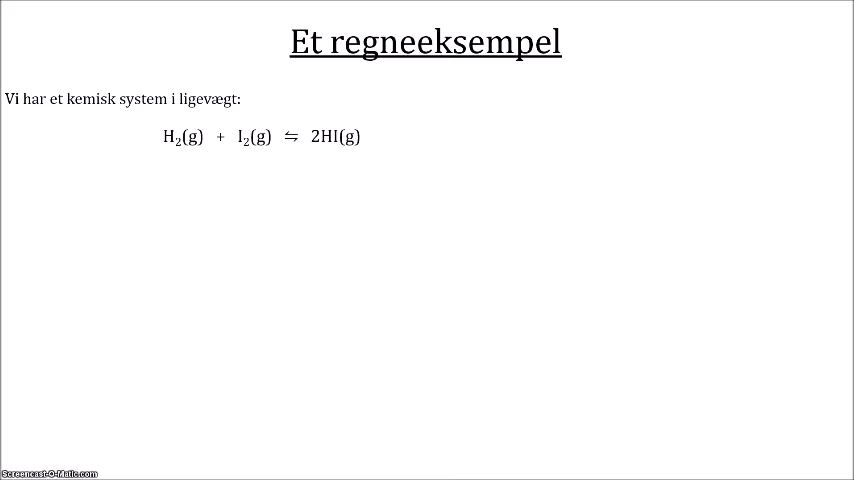 Et regneeksempel
Vi har et kemisk system i ligevægt:
H₂(g) + I₂(g) ⇆ 2HI(g)
Screencast-O-Matic.com